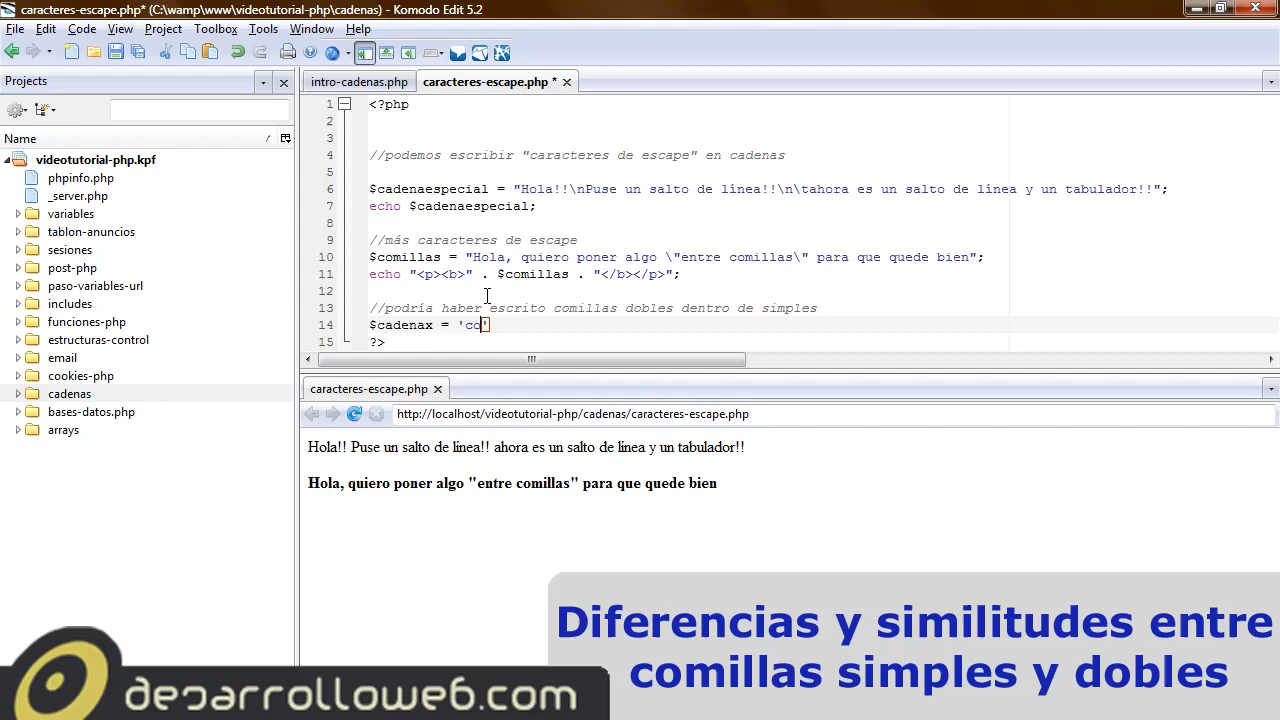 caracteres-escape.php* (C:\wamp\www\videotutorial-php\cadenas) - Komodo Edit 5.2
File Edit Code View Project Toolbox Tools Window Help
Projects
intro-cadenas.php
caracteres-escape.php *
Name
videotutorial-php.kpf
phpinfo.php
_server.php
variables
tablon-anuncios
sesiones
post-php
paso-variables-url
includes
funciones-php
estructuras-control
email
cookies-php
cadenas
bases-datos.php
arrays
1 <?php
2
3
4 //podemos escribir "caracteres de escape" en cadenas
5
6 $cadenaespecial = "Hola!!\nPuse un salto de línea!!\n\tahora es un salto de línea y un tabulador!!";
7 echo $cadenaespecial;
8
9 //más caracteres de escape
10 $comillas = "Hola, quiero poner algo \"entre comillas\" para que quede bien";
11 echo "<p><b>" . $comillas . "</b></p>";
12
13 //podría haber escrito comillas dobles dentro de simples
14 $cadenax = 'co'
15 ?>
caracteres-escape.php
http://localhost/videotutorial-php/cadenas/caracteres-escape.php
Hola!! Puse un salto de línea!! ahora es un salto de línea y un tabulador!!
Hola, quiero poner algo "entre comillas" para que quede bien
Diferencias y similitudes entre
comillas simples y dobles
desarrolloweb.com